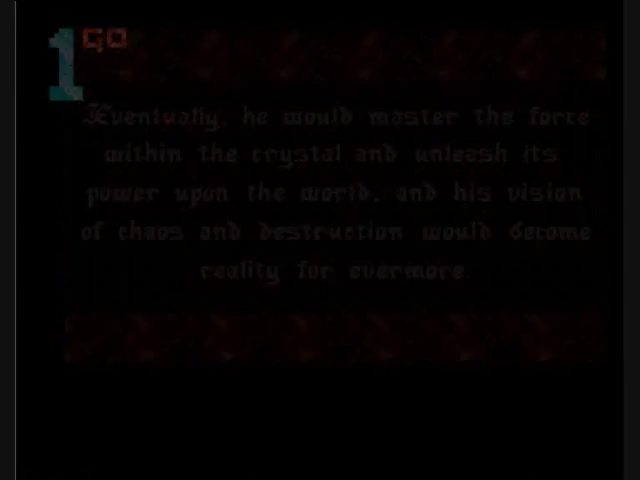 1go
Eventually, he would master the force
within the crystal and unleash its
power upon the world, and his vision
of chaos and destruction would become
reality for evermore.